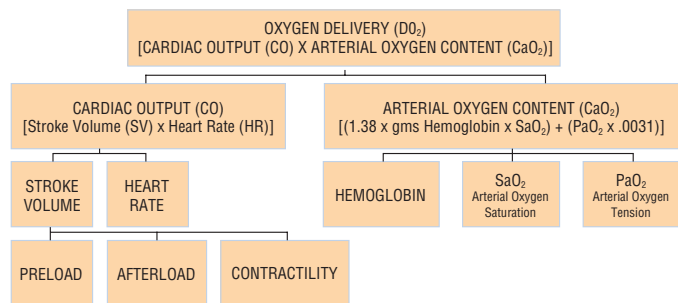 OXYGEN DELIVERY (DO₂)
[CARDIAC OUTPUT (CO) X ARTERIAL OXYGEN CONTENT (CaO₂)]
CARDIAC OUTPUT (CO)
[Stroke Volume (SV) x Heart Rate (HR)]
ARTERIAL OXYGEN CONTENT (CaO₂)
[(1.38 x gms Hemoglobin x SaO₂) + (PaO₂ x .0031)]
STROKE
VOLUME
HEART
RATE
HEMOGLOBIN
SaO₂
Arterial Oxygen
Saturation
PaO₂
Arterial Oxygen
Tension
PRELOAD
AFTERLOAD
CONTRACTILITY